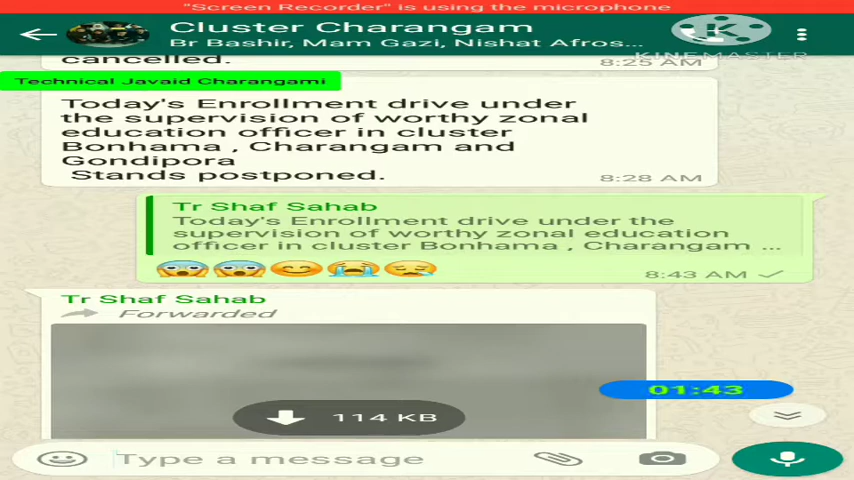 "Screen Recorder" is using the microphone
Cluster Charangam
Br Bashir, Mam Gazi, Nishat Afros...
K
KINEMASTER
cancelled.
8:25 AM
Technical Javaid Charangami
Today's Enrollment drive under
the supervision of worthy zonal
education officer in cluster
Bonhama , Charangam and
Gondipora
Stands postponed.
8:28 AM
Tr Shaf Sahab
Today's Enrollment drive under the
supervision of worthy zonal education
officer in cluster Bonhama , Charangam ...
😱😱😊😭😪
8:43 AM
Tr Shaf Sahab
Forwarded
114 KB
01:43
Type a message